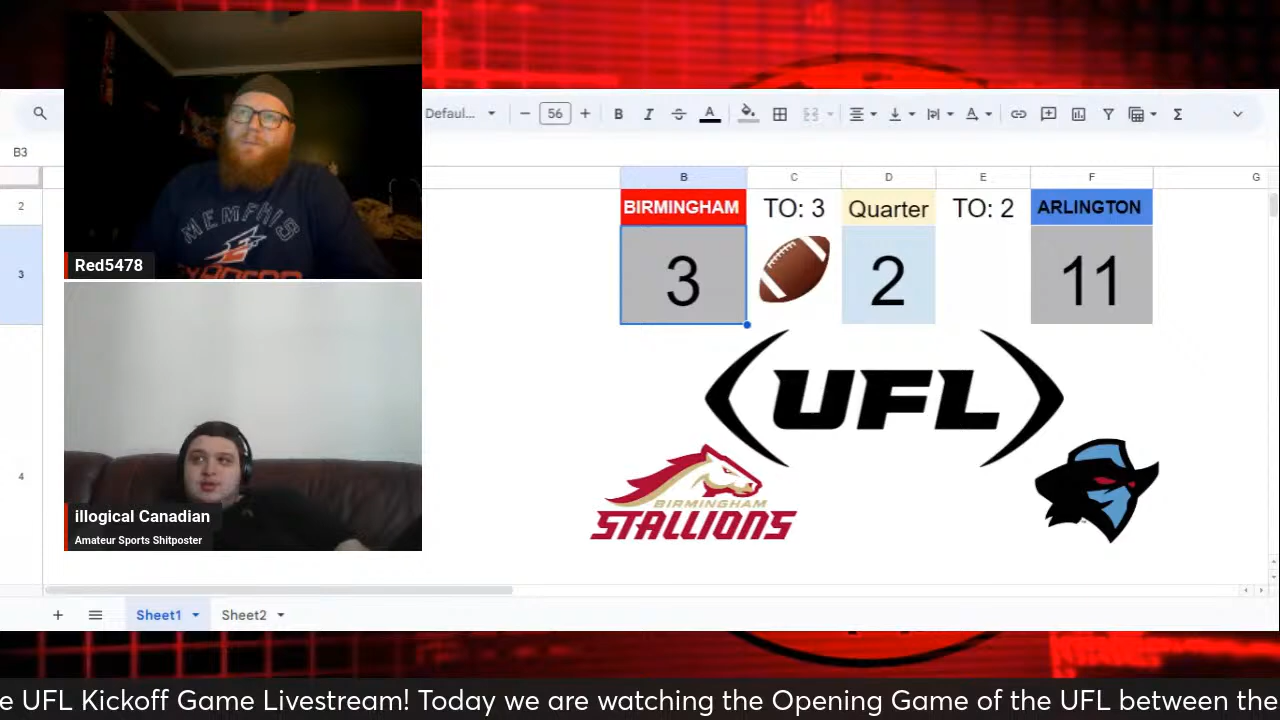 Defaul...
56
B
I
S
A
Σ
B3
B
C
D
E
F
G
2
BIRMINGHAM
TO: 3
Quarter
TO: 2
ARLINGTON
3
3
2
11
UFL
4
BIRMINGHAM
STALLIONS
MEMPHIS
Red5478
illogical Canadian
Amateur Sports Shitposter
Sheet1
Sheet2
e UFL Kickoff Game Livestream! Today we are watching the Opening Game of the UFL between the